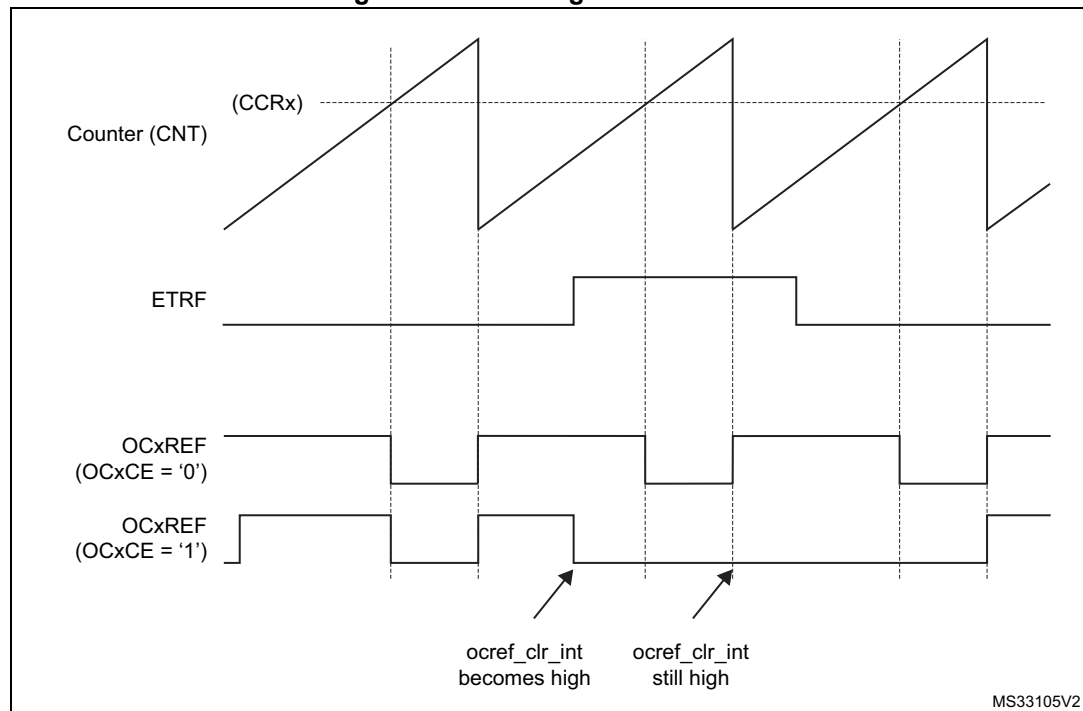 (CCRx)
Counter (CNT)
ETRF
OCxREF
(OCxCE = ‘0’)
OCxREF
(OCxCE = ‘1’)
ocref_clr_int
becomes high
ocref_clr_int
still high
MS33105V2